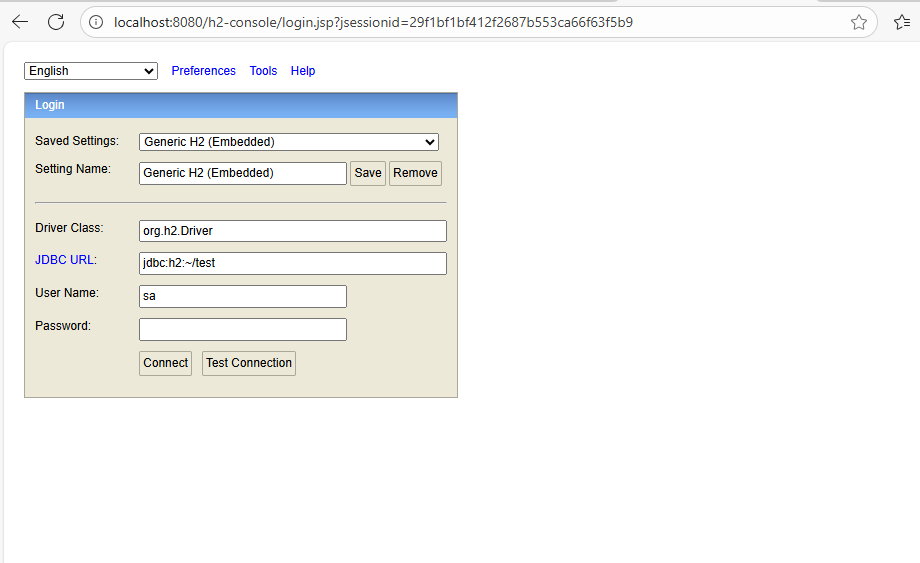 localhost:8080/h2-console/login.jsp?jsessionid=29f1bf1bf412f2687b553ca66f63f5b9
English Preferences Tools Help
Login
Saved Settings: Generic H2 (Embedded)
Setting Name: Generic H2 (Embedded) Save Remove
Driver Class: org.h2.Driver
JDBC URL: jdbc:h2:~/test
User Name: sa
Password:
Connect Test Connection